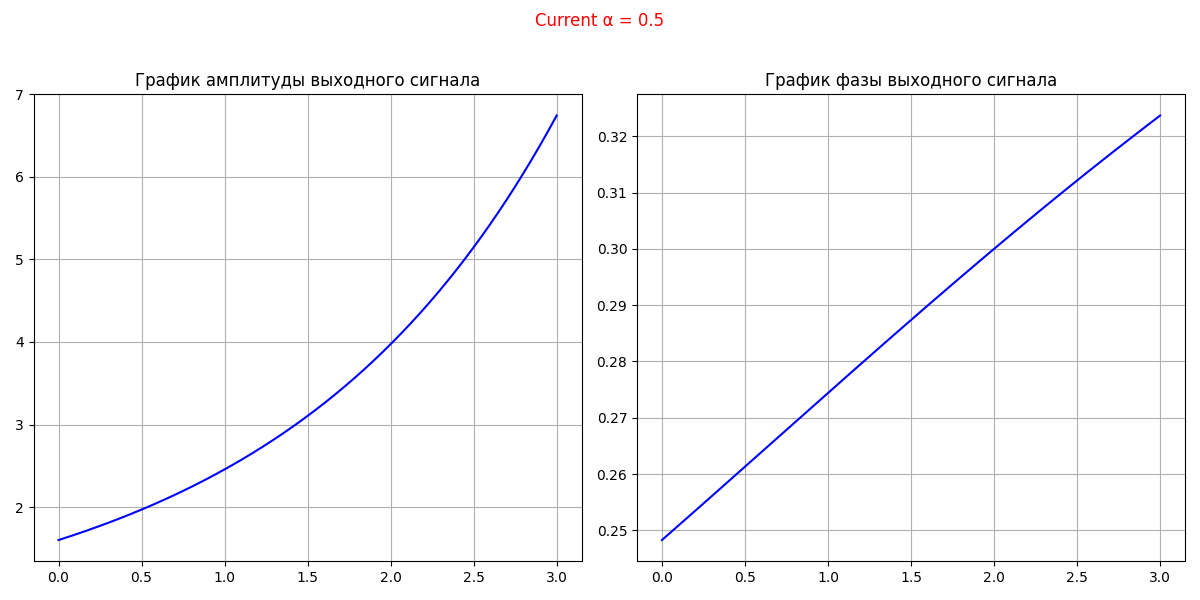 Current α = 0.5
График амплитуды выходного сигнала
7
6
5
4
3
2
0.0 0.5 1.0 1.5 2.0 2.5 3.0
График фазы выходного сигнала
0.32
0.31
0.30
0.29
0.28
0.27
0.26
0.25
0.0 0.5 1.0 1.5 2.0 2.5 3.0